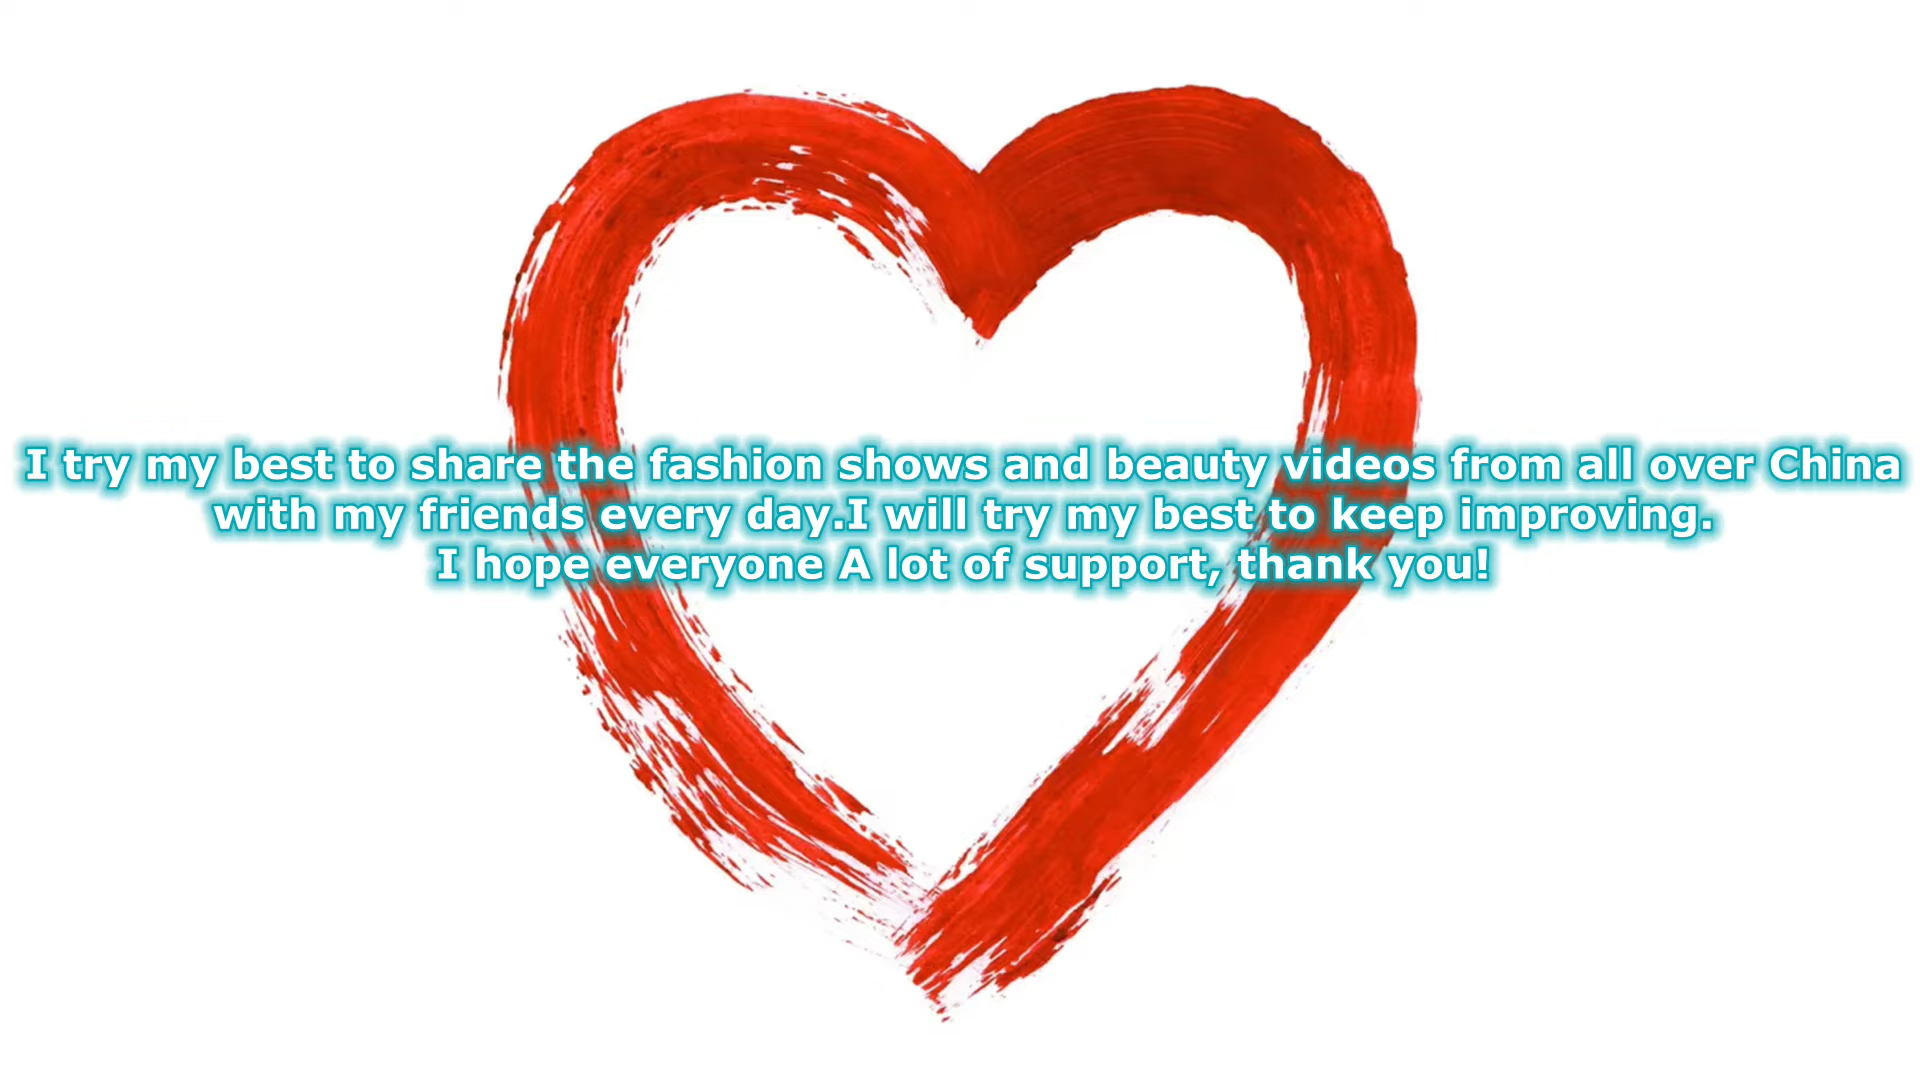 I try my best to share the fashion shows and beauty videos from all over China
with my friends every day.I will try my best to keep improving.
I hope everyone A lot of support, thank you!